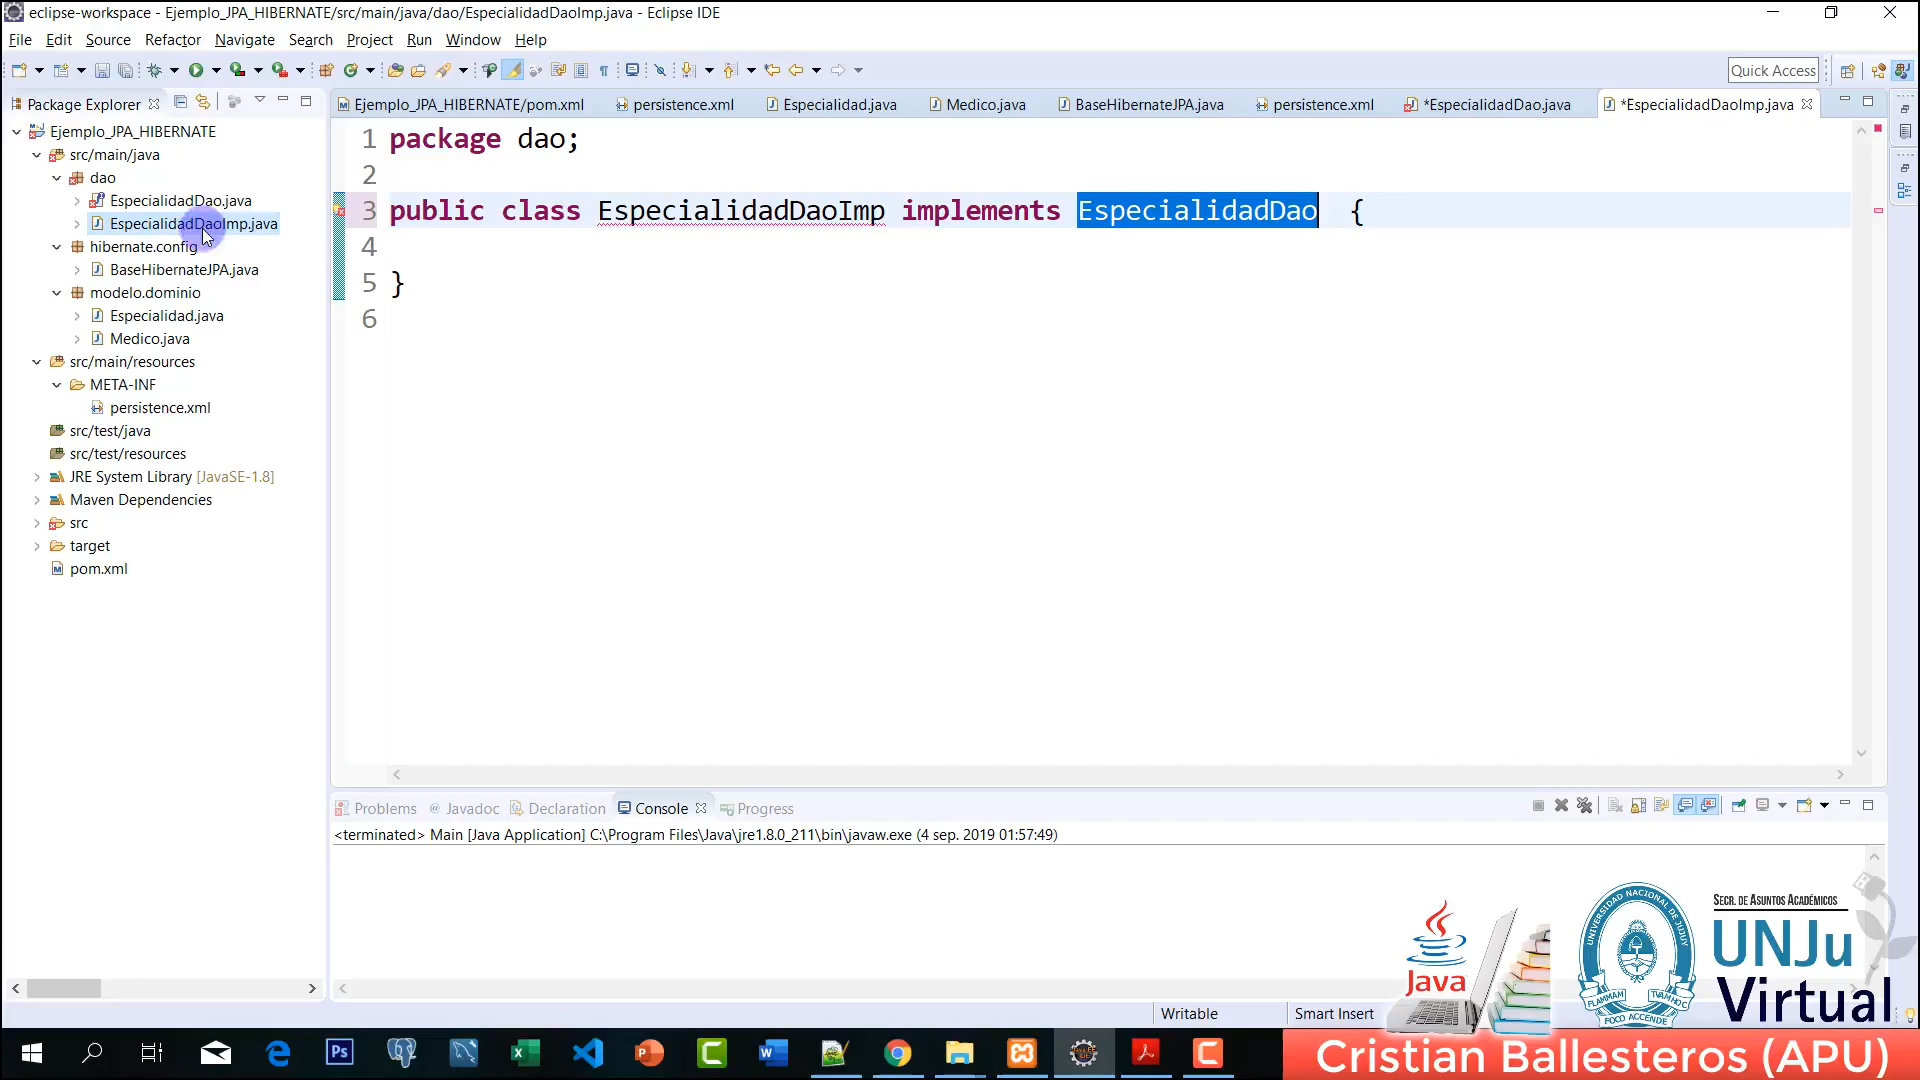 eclipse-workspace - Ejemplo_JPA_HIBERNATE/src/main/java/dao/EspecialidadDaoImp.java - Eclipse IDE
File Edit Source Refactor Navigate Search Project Run Window Help
Quick Access
Package Explorer
Ejemplo_JPA_HIBERNATE/pom.xml persistence.xml Especialidad.java Medico.java BaseHibernateJPA.java persistence.xml *EspecialidadDao.java *EspecialidadDaoImp.java
Ejemplo_JPA_HIBERNATE
src/main/java
dao
EspecialidadDao.java
EspecialidadDaoImp.java
hibernate.config
BaseHibernateJPA.java
modelo.dominio
Especialidad.java
Medico.java
src/main/resources
META-INF
persistence.xml
src/test/java
src/test/resources
JRE System Library [JavaSE-1.8]
Maven Dependencies
src
target
pom.xml
1 package dao;
2
3 public class EspecialidadDaoImp implements EspecialidadDao {
4
5 }
6
Problems Javadoc Declaration Console Progress
<terminated> Main [Java Application] C:\Program Files\Java\jre1.8.0_211\bin\javaw.exe (4 sep. 2019 01:57:49)
Writable Smart Insert
Java
UNIVERSIDAD NACIONAL DE JUJUY
FOCO ACCENDE
SECR. DE ASUNTOS ACADÉMICOS
UNJu
Virtual
Cristian Ballesteros (APU)